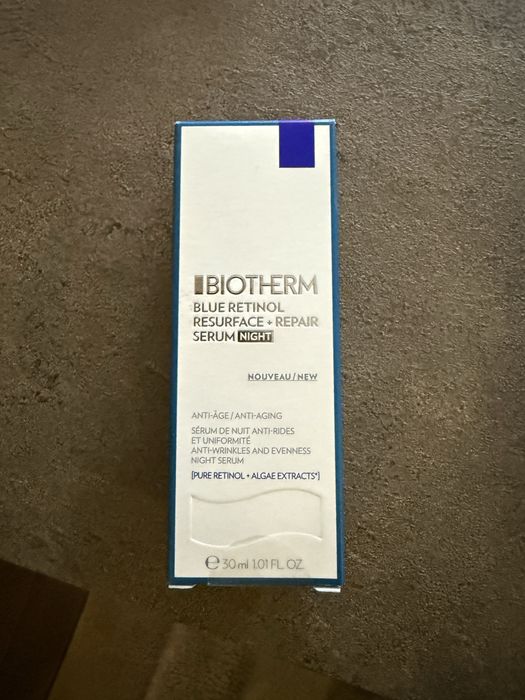 BIOTHERM
BLUE RETINOL
RESURFACE + REPAIR
SERUM NIGHT
NOUVEAU / NEW
ANTI-ÂGE / ANTI-AGING
SÉRUM DE NUIT ANTI-RIDES
ET UNIFORMITÉ
ANTI-WRINKLES AND EVENNESS
NIGHT SERUM
[PURE RETINOL + ALGAE EXTRACTS*]
℮ 30 ml 1.01 FL. OZ.